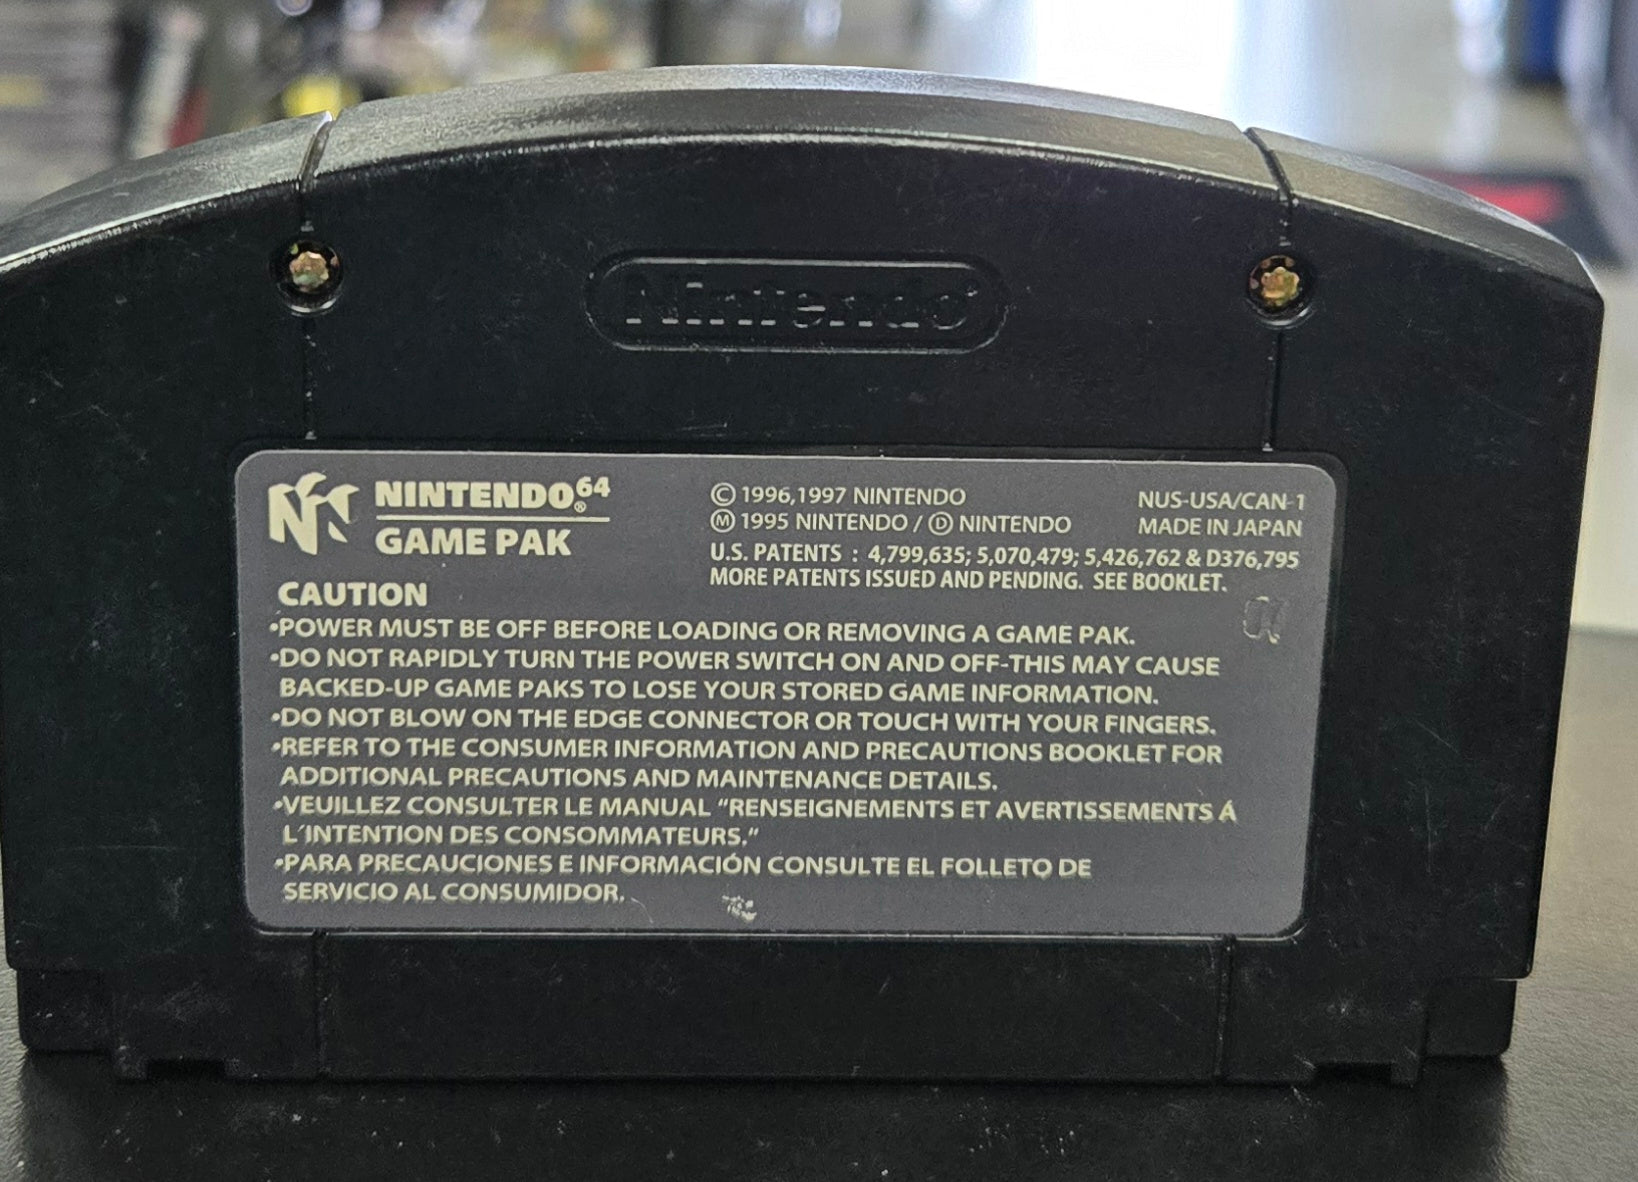 Nintendo
NINTENDO⁶⁴®
GAME PAK
© 1996,1997 NINTENDO
Ⓜ 1995 NINTENDO / Ⓓ NINTENDO
NUS-USA/CAN-1
MADE IN JAPAN
U.S. PATENTS : 4,799,635; 5,070,479; 5,426,762 & D376,795
MORE PATENTS ISSUED AND PENDING. SEE BOOKLET.
CAUTION
•POWER MUST BE OFF BEFORE LOADING OR REMOVING A GAME PAK.
•DO NOT RAPIDLY TURN THE POWER SWITCH ON AND OFF-THIS MAY CAUSE
BACKED-UP GAME PAKS TO LOSE YOUR STORED GAME INFORMATION.
•DO NOT BLOW ON THE EDGE CONNECTOR OR TOUCH WITH YOUR FINGERS.
•REFER TO THE CONSUMER INFORMATION AND PRECAUTIONS BOOKLET FOR
ADDITIONAL PRECAUTIONS AND MAINTENANCE DETAILS.
•VEUILLEZ CONSULTER LE MANUAL "RENSEIGNEMENTS ET AVERTISSEMENTS Á
L´INTENTION DES CONSOMMATEURS."
•PARA PRECAUCIONES E INFORMACIÓN CONSULTE EL FOLLETO DE
SERVICIO AL CONSUMIDOR.